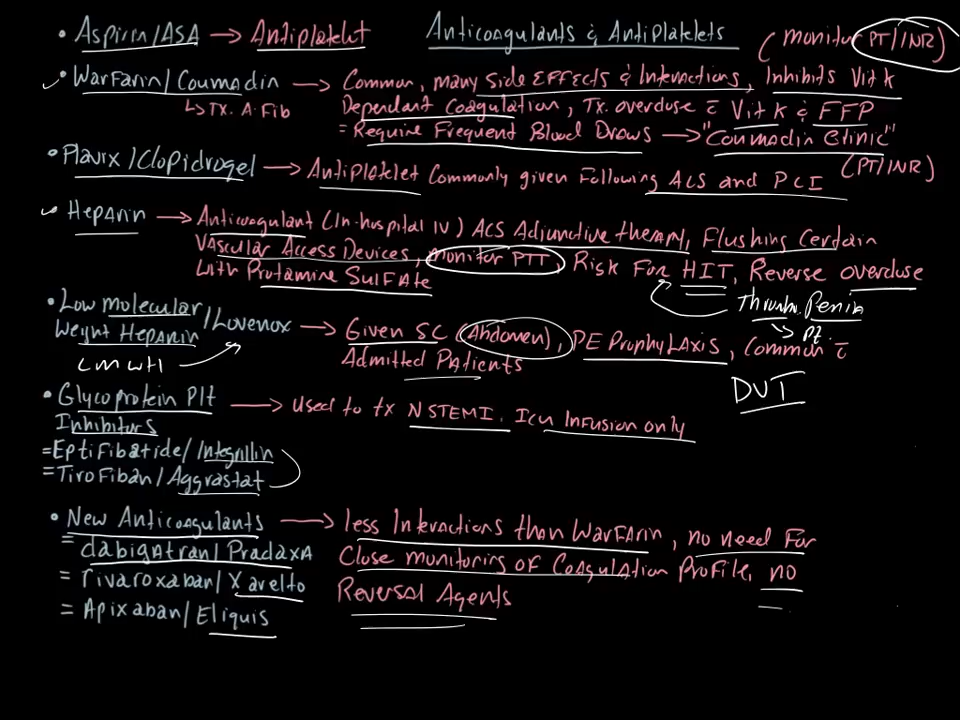 Anticoagulants & Antiplatelets
(monitor PT/INR)
• Aspirin/ASA → Antiplatelet
• Warfarin/Coumadin → Common, many Side EFFects & Interactions, Inhibits Vit K
↳ Tx. A-Fib
Dependant Coagulation, Tx. overdose c̄ Vit K & FFP
= Require Frequent Blood Draws → "Coumadin Clinic"
(PT/INR)
• Plavix/Clopidrogel → Antiplatelet Commonly given Following ACS and PCI
• Heparin → Anticoagulant (In-hospital IV) ACS Adjunctive therapy, Flushing Certain
Vascular Access Devices, monitor PTT, Risk For HIT, Reverse overdose
with Protamine SulFAte
Thrombo. Penia
↳ Pt.
• Low molecular
Weight Heparin /Lovenox → Given SC (Abdomen), PE ProphyLAxis, Common c̄
Admitted Patients
LMWH
DVT
• Glycoprotein Plt → Used to tx NSTEMI. Icu Infusion only
Inhibitors
= EptiFibatide/Integrillin
= TiroFiban/Aggrastat
• New Anticoagulants → less Interactions than WarFArin, no need For
= dabigatran/PradaxA
Close monitoring oF Coagulation ProFile, no
= rivaroxaban/Xarelto
Reversal Agents
= Apixaban/Eliquis